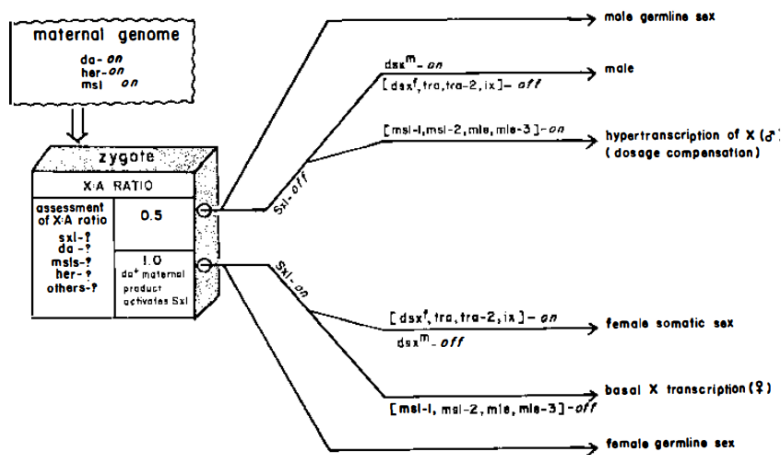 maternal genome
da-on
her-on
msl on
zygote
X:A RATIO
assessment
of X:A ratio
sxl-?
da -?
msls-?
her-?
others-?
0.5
1.0
da⁺ maternal
product
activates Sxl
Sxl-off
Sxl-on
male germline sex
dsxᵐ-on
[dsxᶠ, tra, tra-2, ix]-off
male
[msl-1, msl-2, mle, mle-3]-on
hypertranscription of X (♂)
(dosage compensation)
[dsxᶠ, tra, tra-2, ix]-on
dsxᵐ-off
female somatic sex
basal X transcription (♀)
[msl-1, msl-2, mle, mle-3]-off
female germline sex